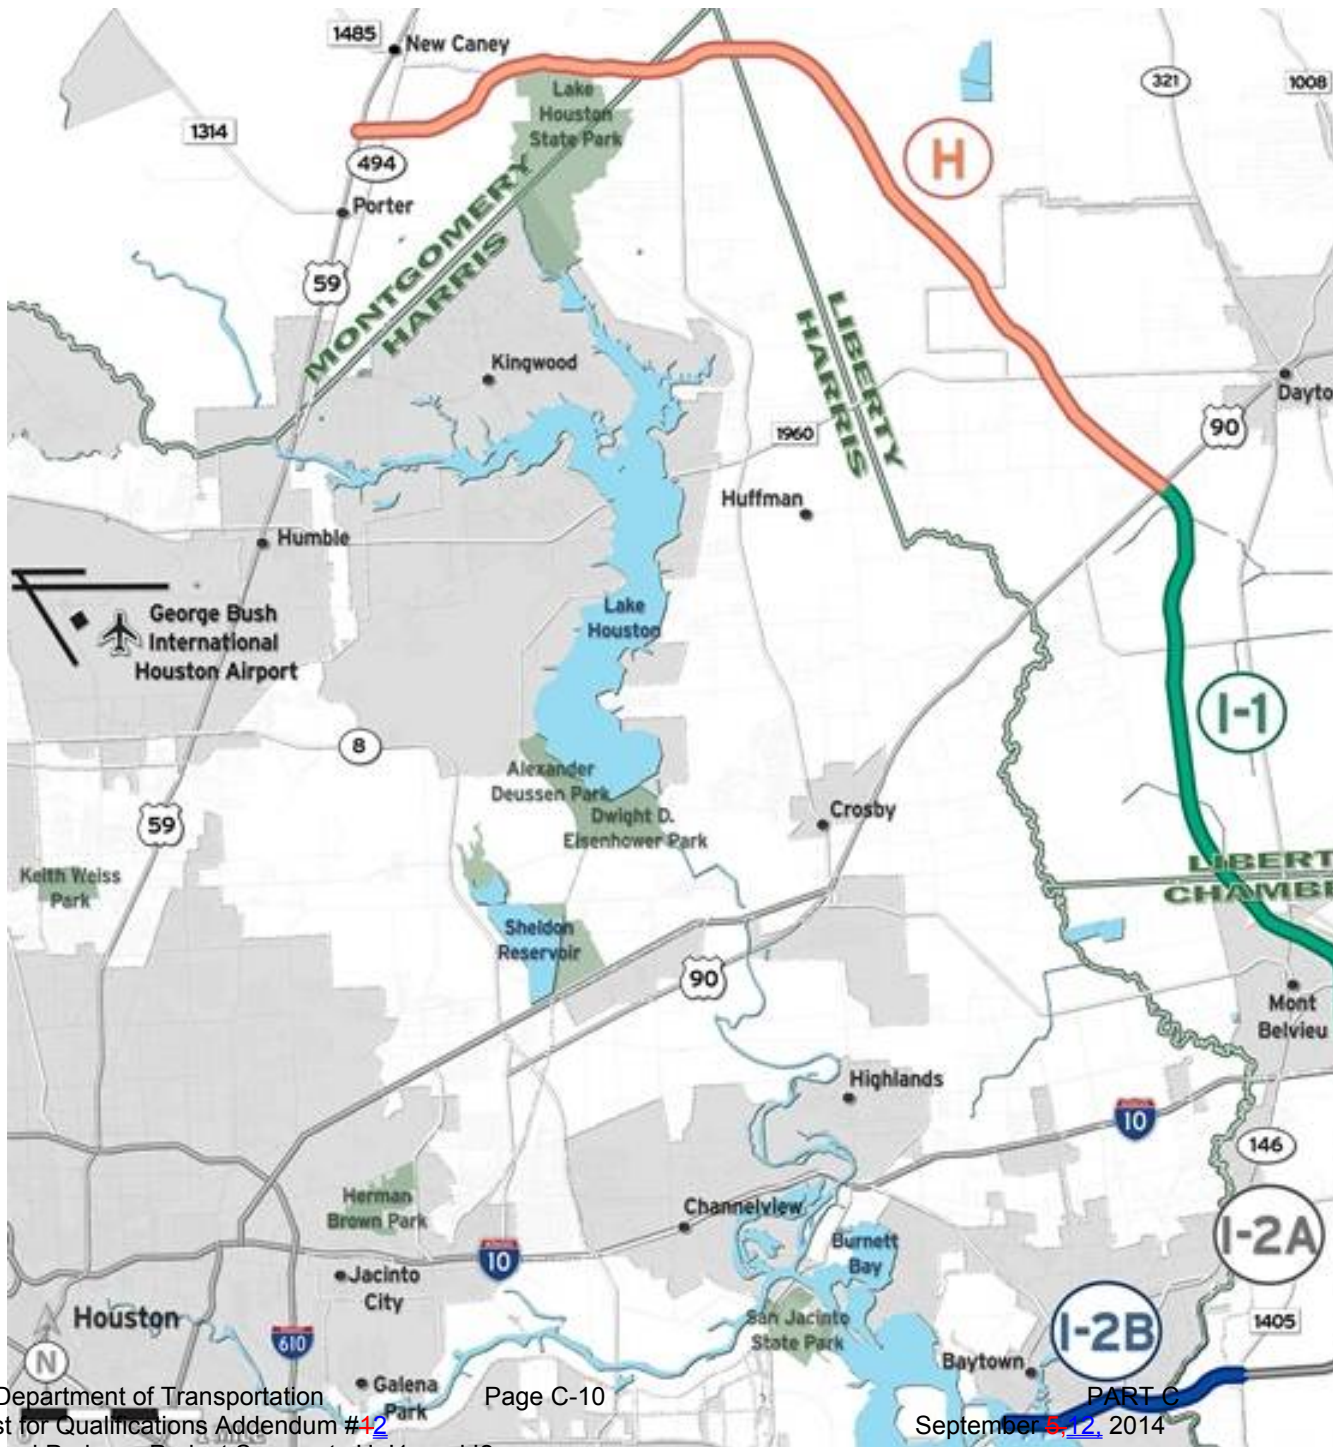 1485
New Caney
321
1008
Lake
Houston
State Park
1314
H
494
Porter
MONTGOMERY
HARRIS
59
LIBERTY
HARRIS
Kingwood
Dayto
90
1960
Huffman
Humble
George Bush
International
Houston Airport
Lake
Houston
I-1
8
Alexander
Deussen Park
Dwight D.
Eisenhower Park
Crosby
59
Keith Weiss
Park
LIBERT
CHAMBE
Sheldon
Reservoir
90
Mont
Belvieu
Highlands
10
146
Herman
Brown Park
Channelview
I-2A
Burnett
Bay
10
Jacinto
City
Houston
San Jacinto
State Park
1405
610
I-2B
N
Baytown
Galena
Park
Department of Transportation Page C-10 PART C
st for Qualifications Addendum #12 September 5, 12, 2014